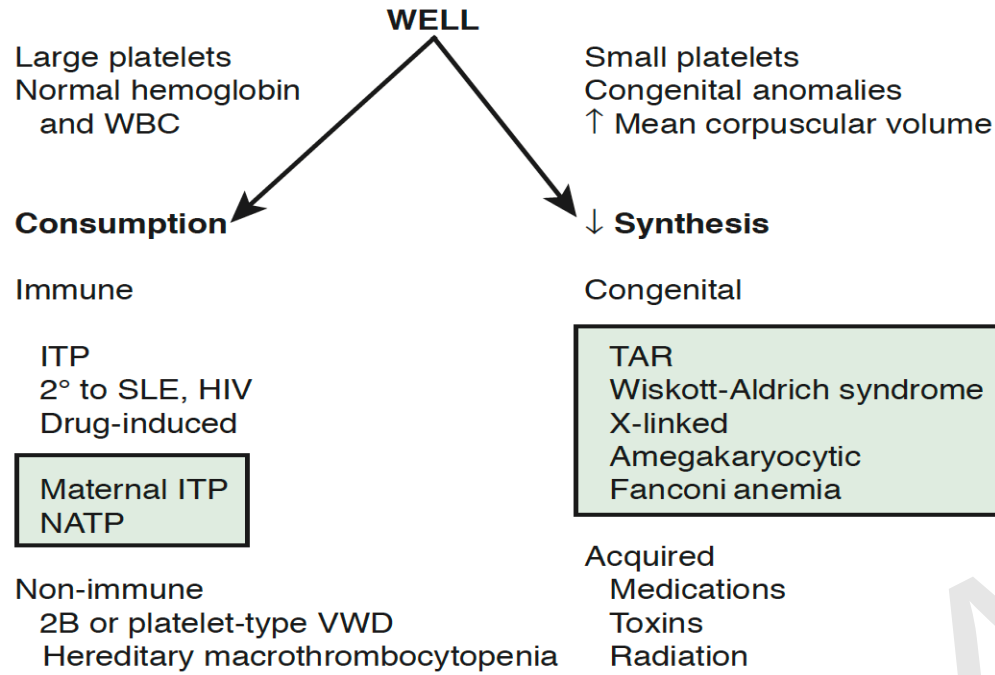 WELL
Large platelets
Normal hemoglobin
and WBC
Consumption
Immune
ITP
2° to SLE, HIV
Drug-induced
Maternal ITP
NATP
Non-immune
2B or platelet-type VWD
Hereditary macrothrombocytopenia
Small platelets
Congenital anomalies
↑ Mean corpuscular volume
↓ Synthesis
Congenital
TAR
Wiskott-Aldrich syndrome
X-linked
Amegakaryocytic
Fanconi anemia
Acquired
Medications
Toxins
Radiation